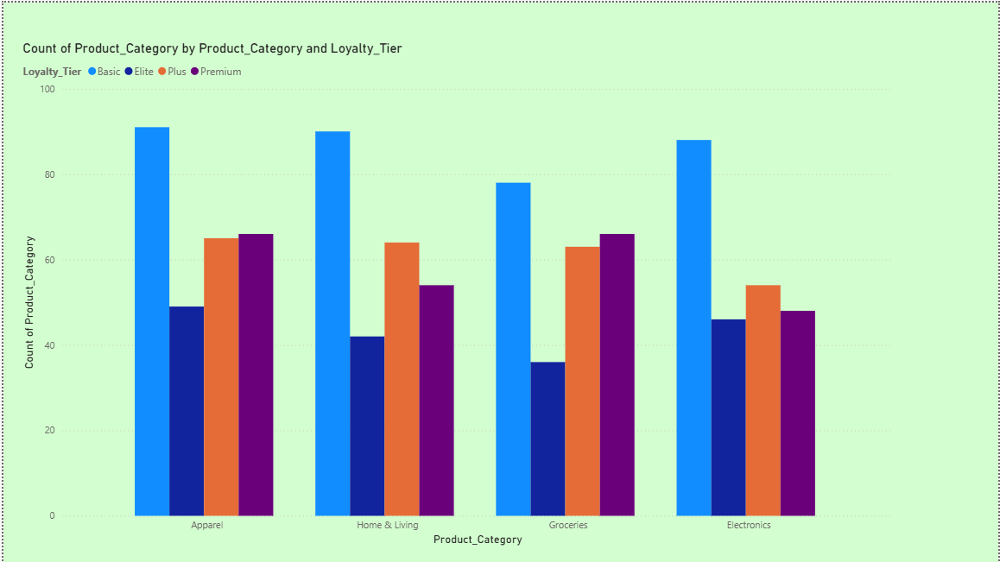 Count of Product_Category by Product_Category and Loyalty_Tier
Loyalty_Tier Basic Elite Plus Premium
100
80
60
40
20
0
Count of Product_Category
Apparel Home & Living Groceries Electronics
Product_Category